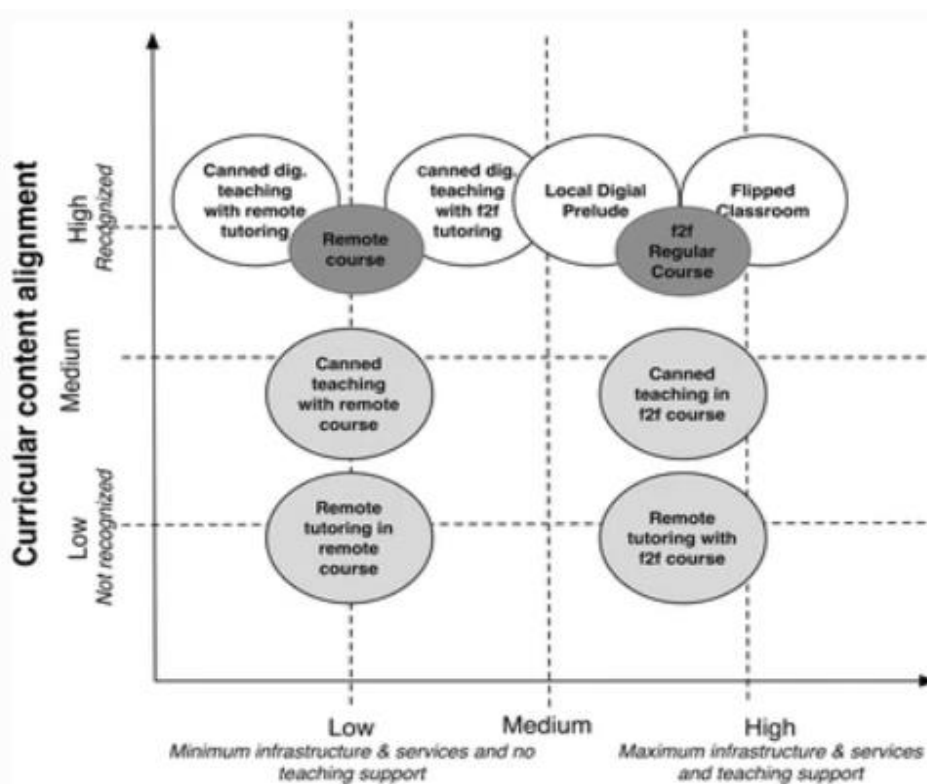 Curricular content alignment
High
Recognized
Medium
Low
Not recognized
Canned dig.
teaching
with remote
tutoring
Remote
course
canned dig.
teaching
with f2f
tutoring
Local Digial
Prelude
f2f
Regular
Course
Flipped
Classroom
Canned
teaching
with remote
course
Canned
teaching in
f2f course
Remote
tutoring in
remote
course
Remote
tutoring with
f2f course
Low
Minimum infrastructure & services and no
teaching support
Medium
High
Maximum infrastructure & services
and teaching support